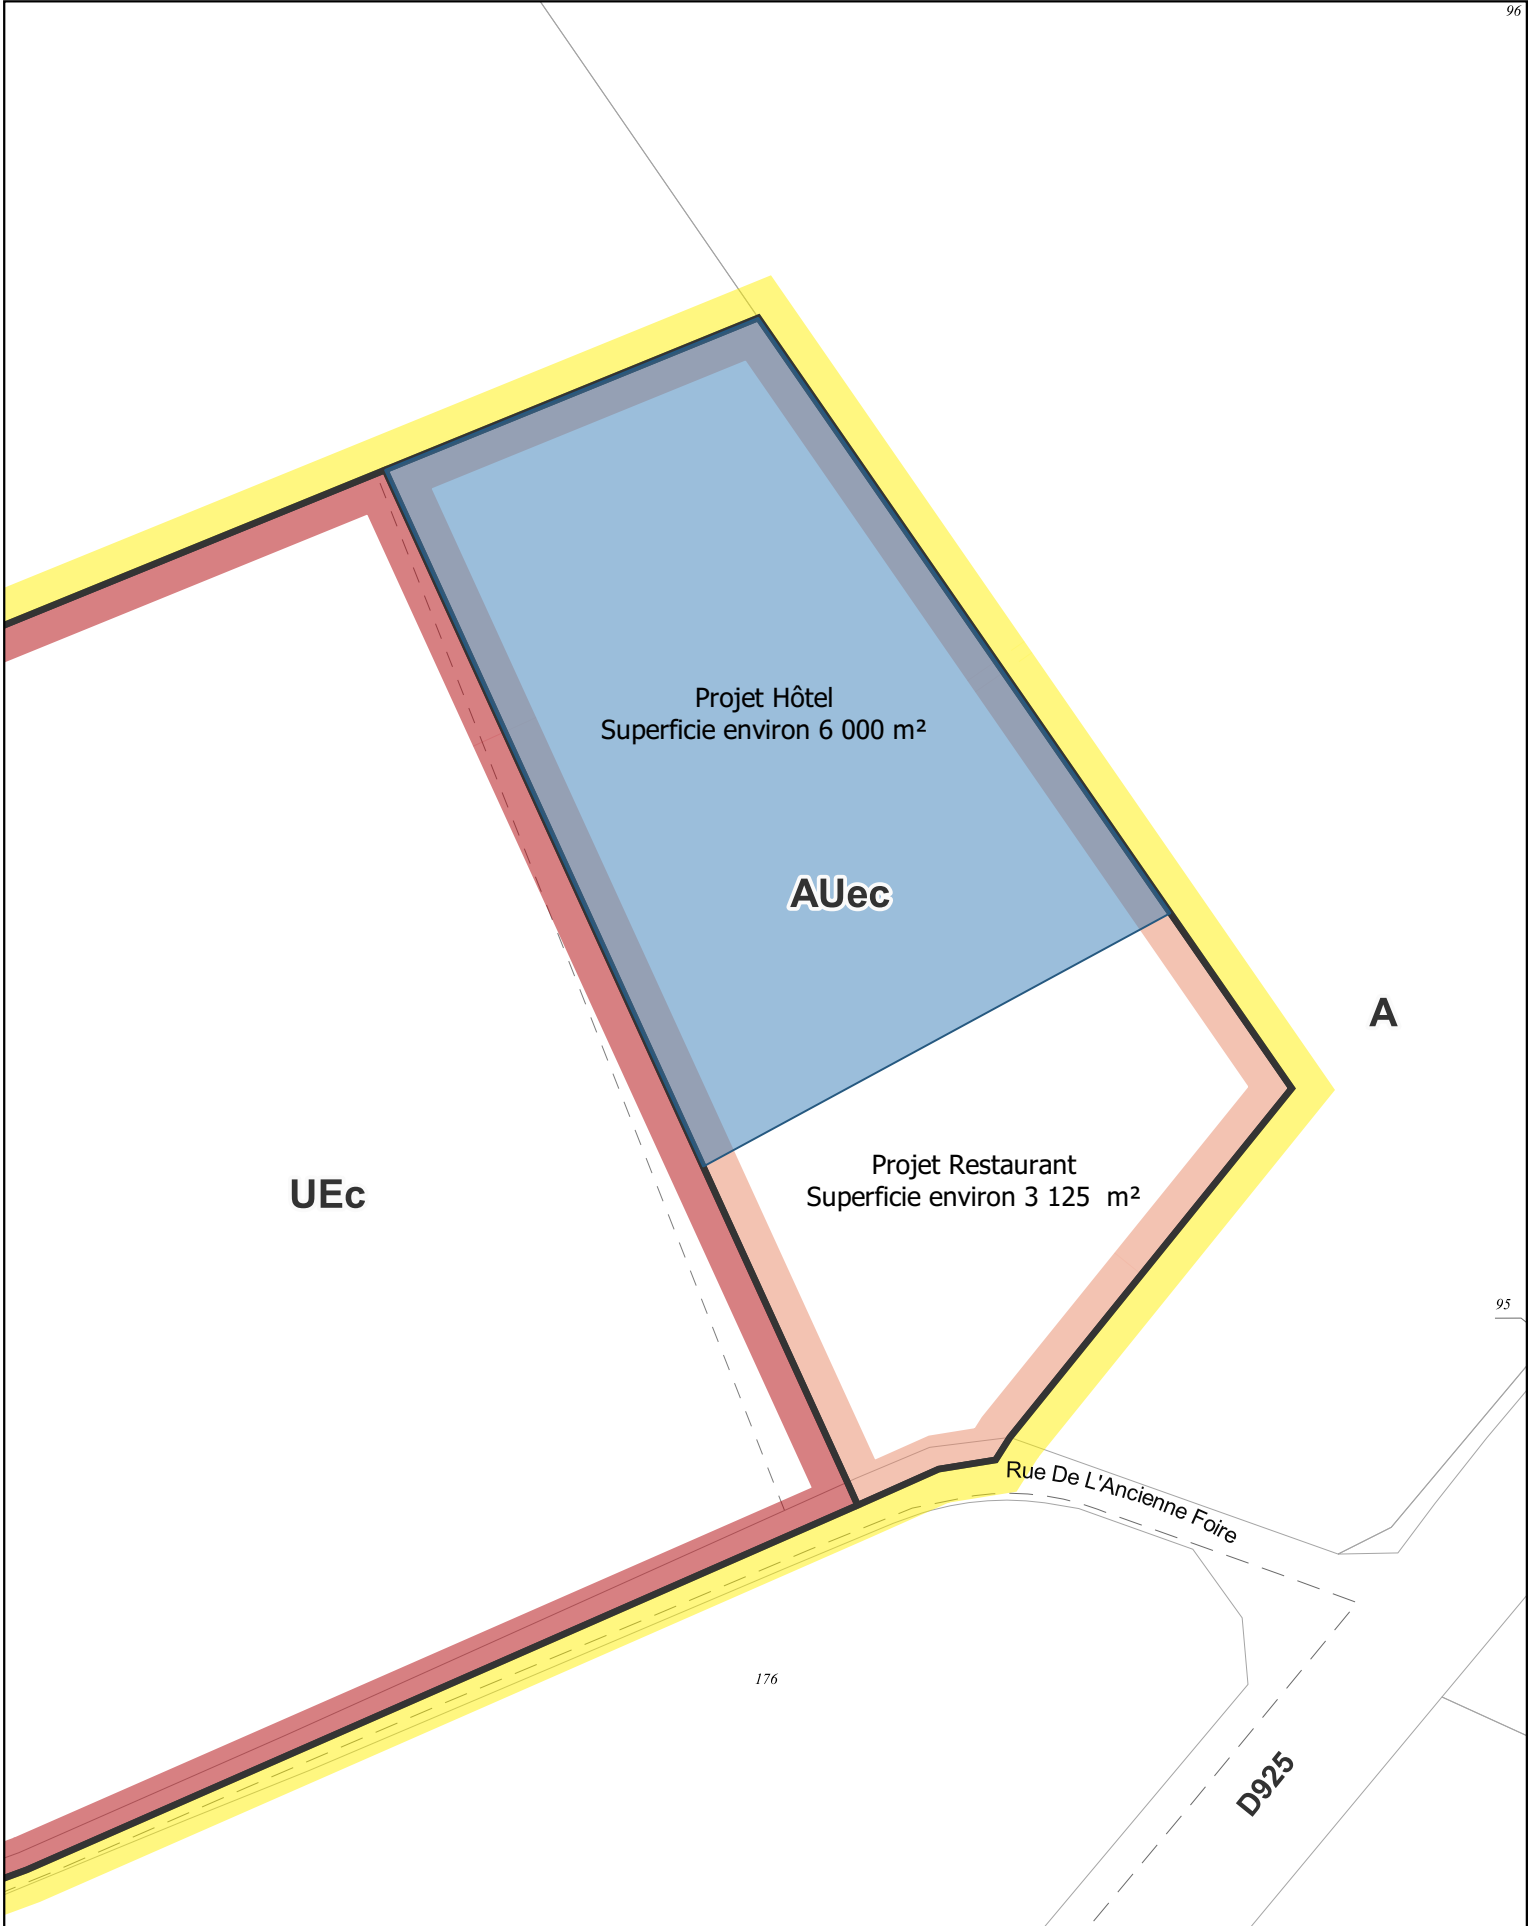 96
Projet Hôtel
Superficie environ 6 000 m²
AUec
A
Projet Restaurant
Superficie environ 3 125 m²
UEc
95
Rue De L'Ancienne Foire
176
D925